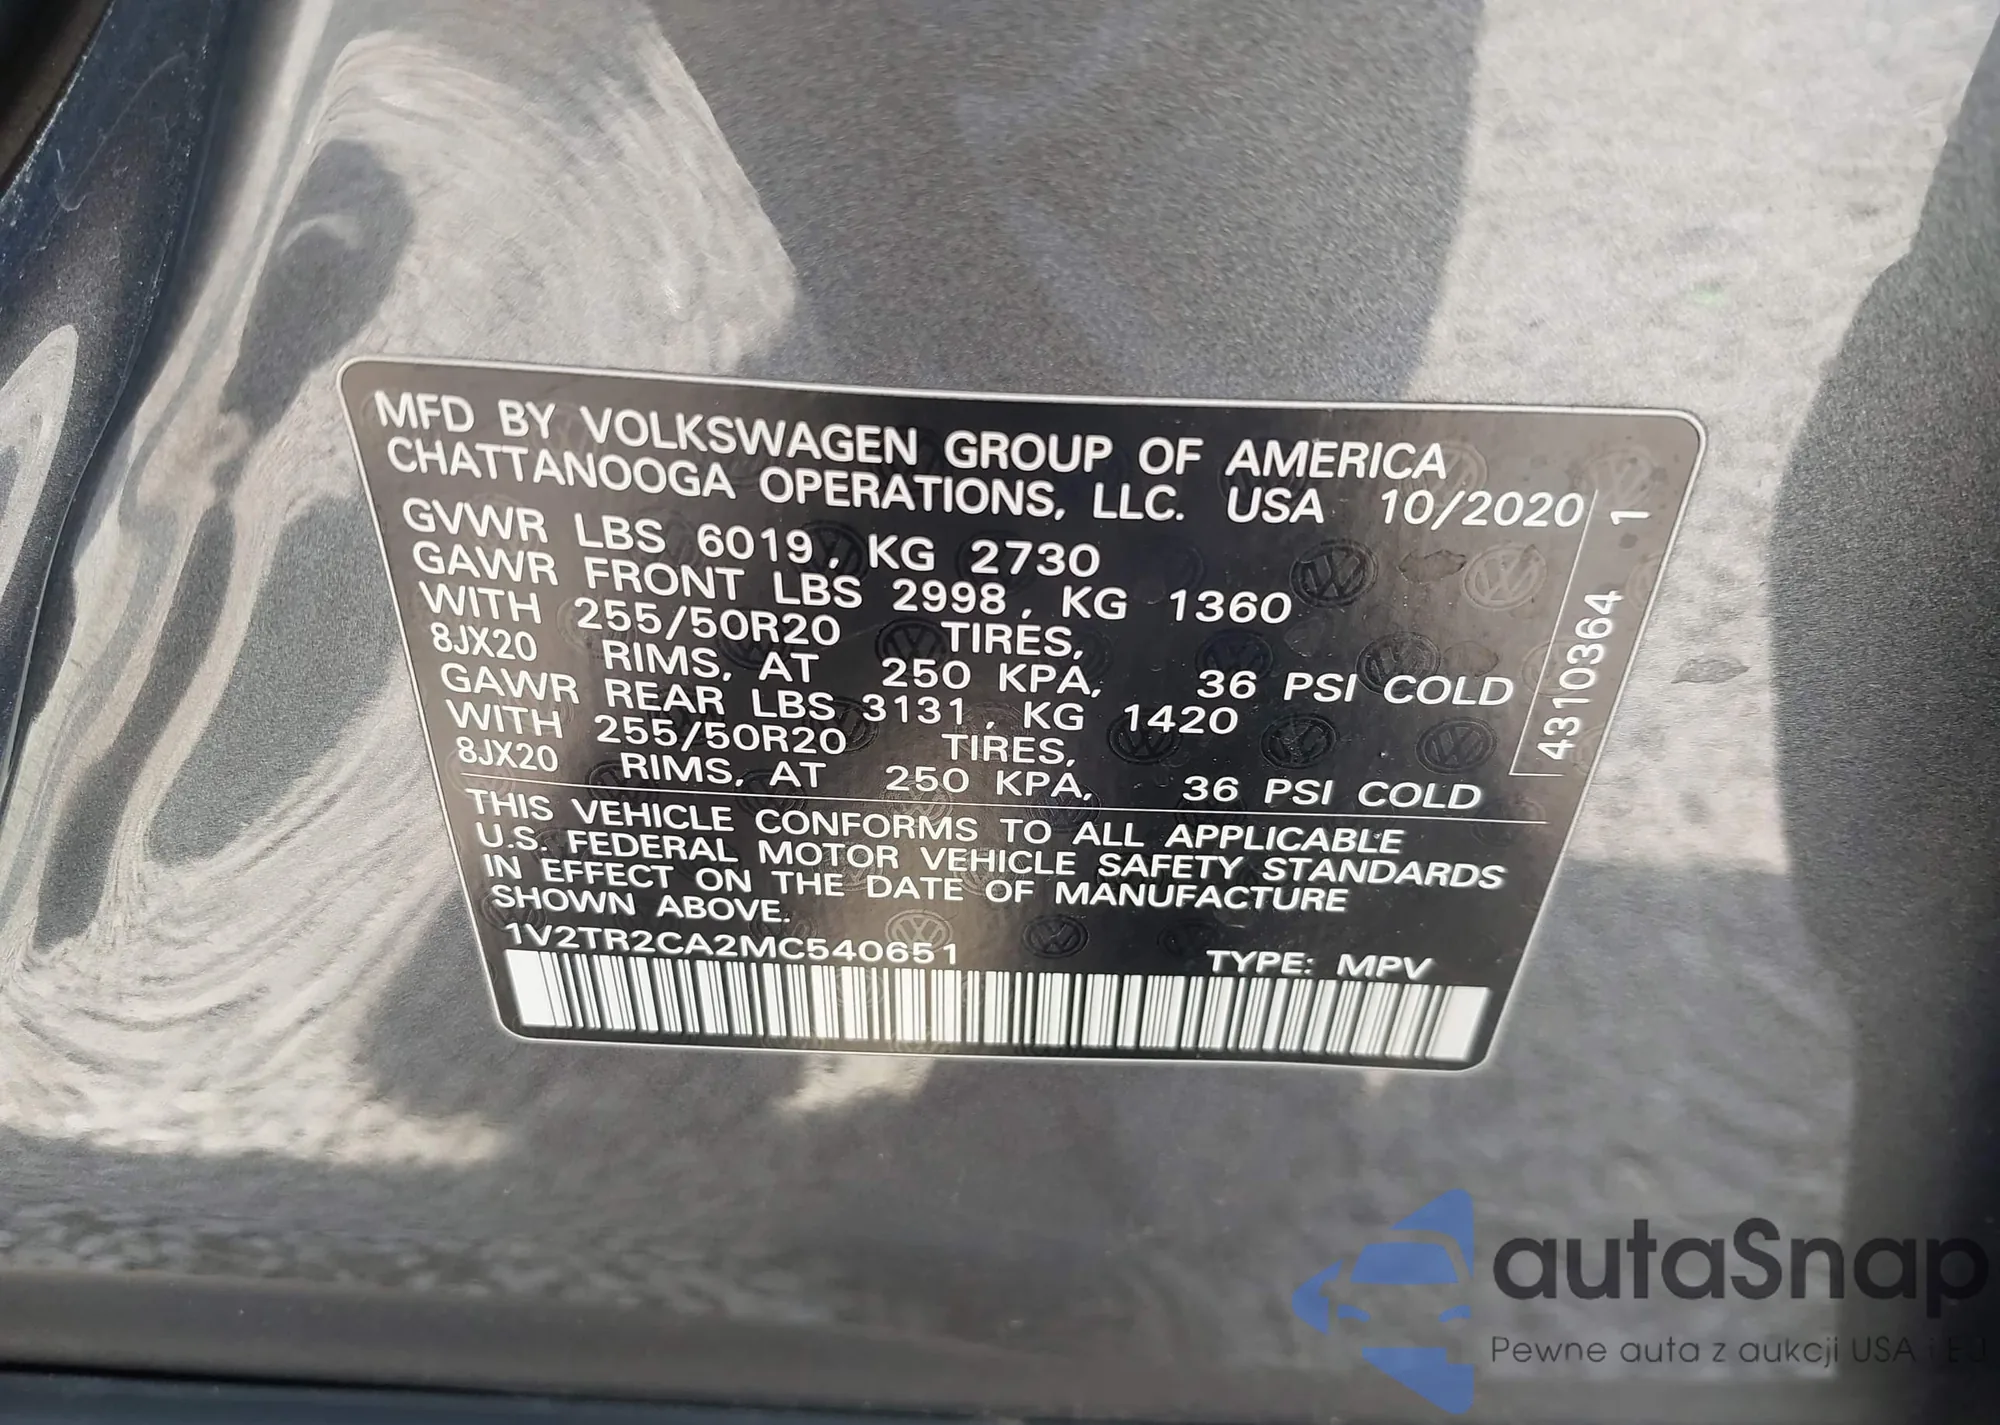 MFD BY VOLKSWAGEN GROUP OF AMERICA
CHATTANOOGA OPERATIONS, LLC. USA 10/2020
GVWR LBS 6019, KG 2730
GAWR FRONT LBS 2998, KG 1360
WITH 255/50R20 TIRES,
8JX20 RIMS, AT 250 KPA, 36 PSI COLD
GAWR REAR LBS 3131, KG 1420
WITH 255/50R20 TIRES,
8JX20 RIMS, AT 250 KPA, 36 PSI COLD
THIS VEHICLE CONFORMS TO ALL APPLICABLE
U.S. FEDERAL MOTOR VEHICLE SAFETY STANDARDS
IN EFFECT ON THE DATE OF MANUFACTURE
SHOWN ABOVE.
1V2TR2CA2MC540651 TYPE: MPV
43103364 1
autaSnap
Pewne auta z aukcji USA i EU